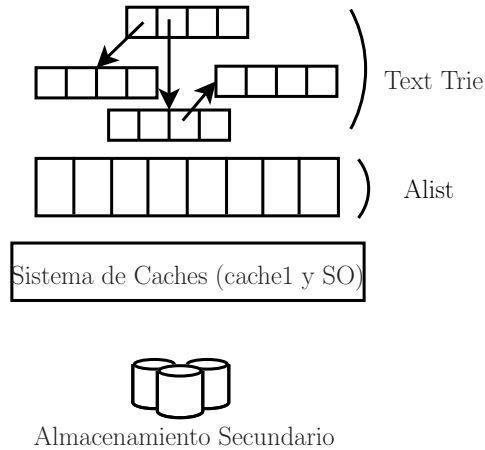 Text Trie
Alist
Sistema de Caches (cache1 y SO)
Almacenamiento Secundario